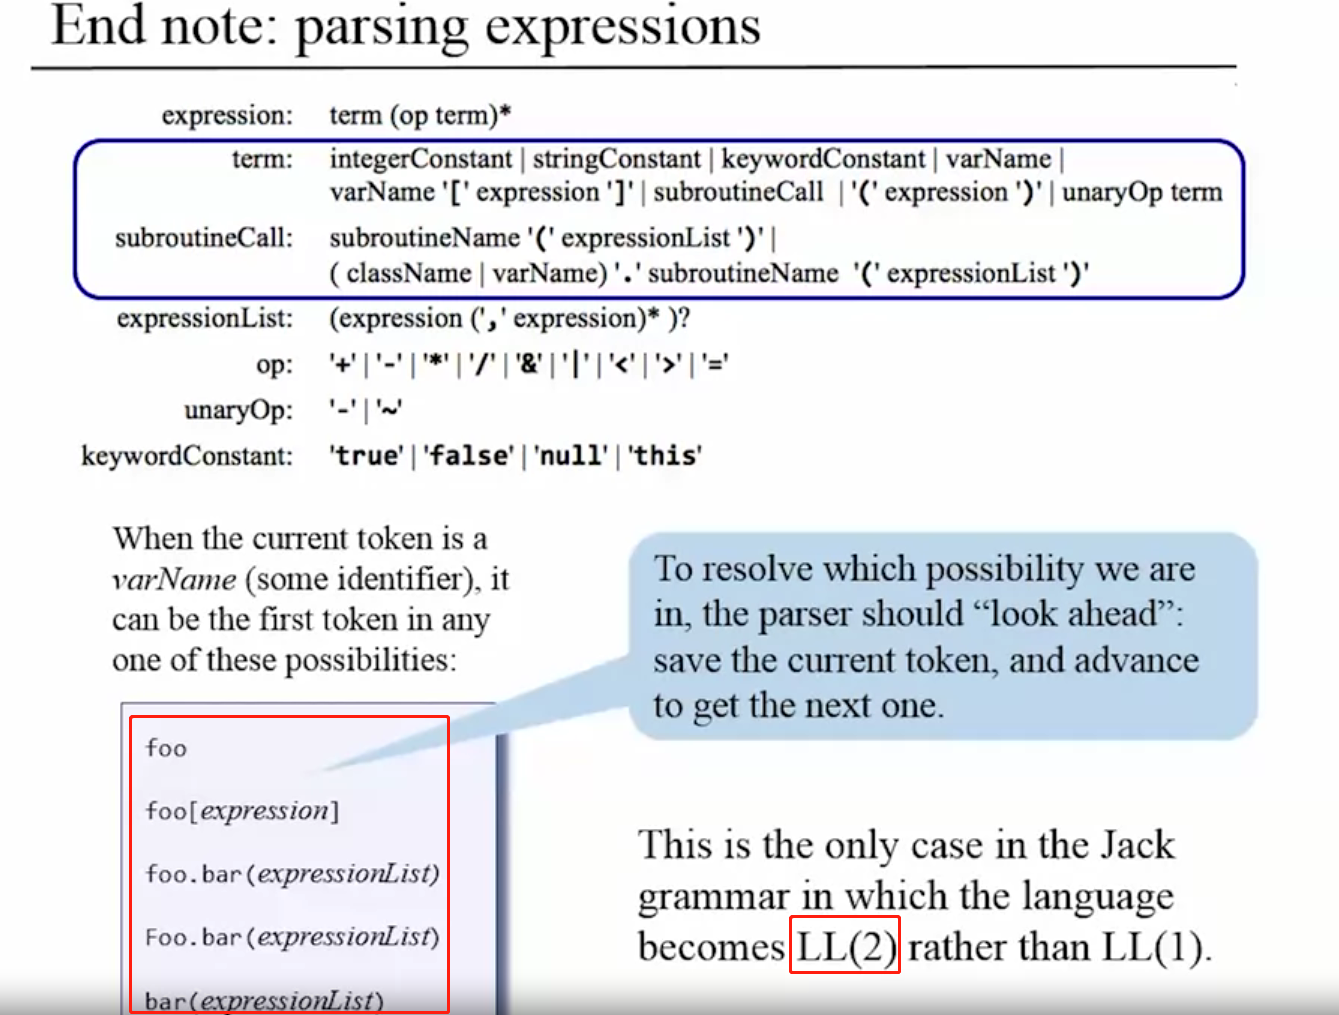 End note: parsing expressions
expression: term (op term)*
term: integerConstant | stringConstant | keywordConstant | varName |
varName '[' expression ']' | subroutineCall | '(' expression ')' | unaryOp term
subroutineCall: subroutineName '(' expressionList ')' |
( className | varName) '.' subroutineName '(' expressionList ')'
expressionList: (expression (',' expression)* )?
op: '+' | '-' | '*' | '/' | '&' | '|' | '<' | '>' | '='
unaryOp: '-' | '~'
keywordConstant: 'true' | 'false' | 'null' | 'this'
When the current token is a
varName (some identifier), it
can be the first token in any
one of these possibilities:
foo
foo[expression]
foo.bar(expressionList)
Foo.bar(expressionList)
bar(expressionList)
To resolve which possibility we are
in, the parser should “look ahead”:
save the current token, and advance
to get the next one.
This is the only case in the Jack
grammar in which the language
becomes LL(2) rather than LL(1).